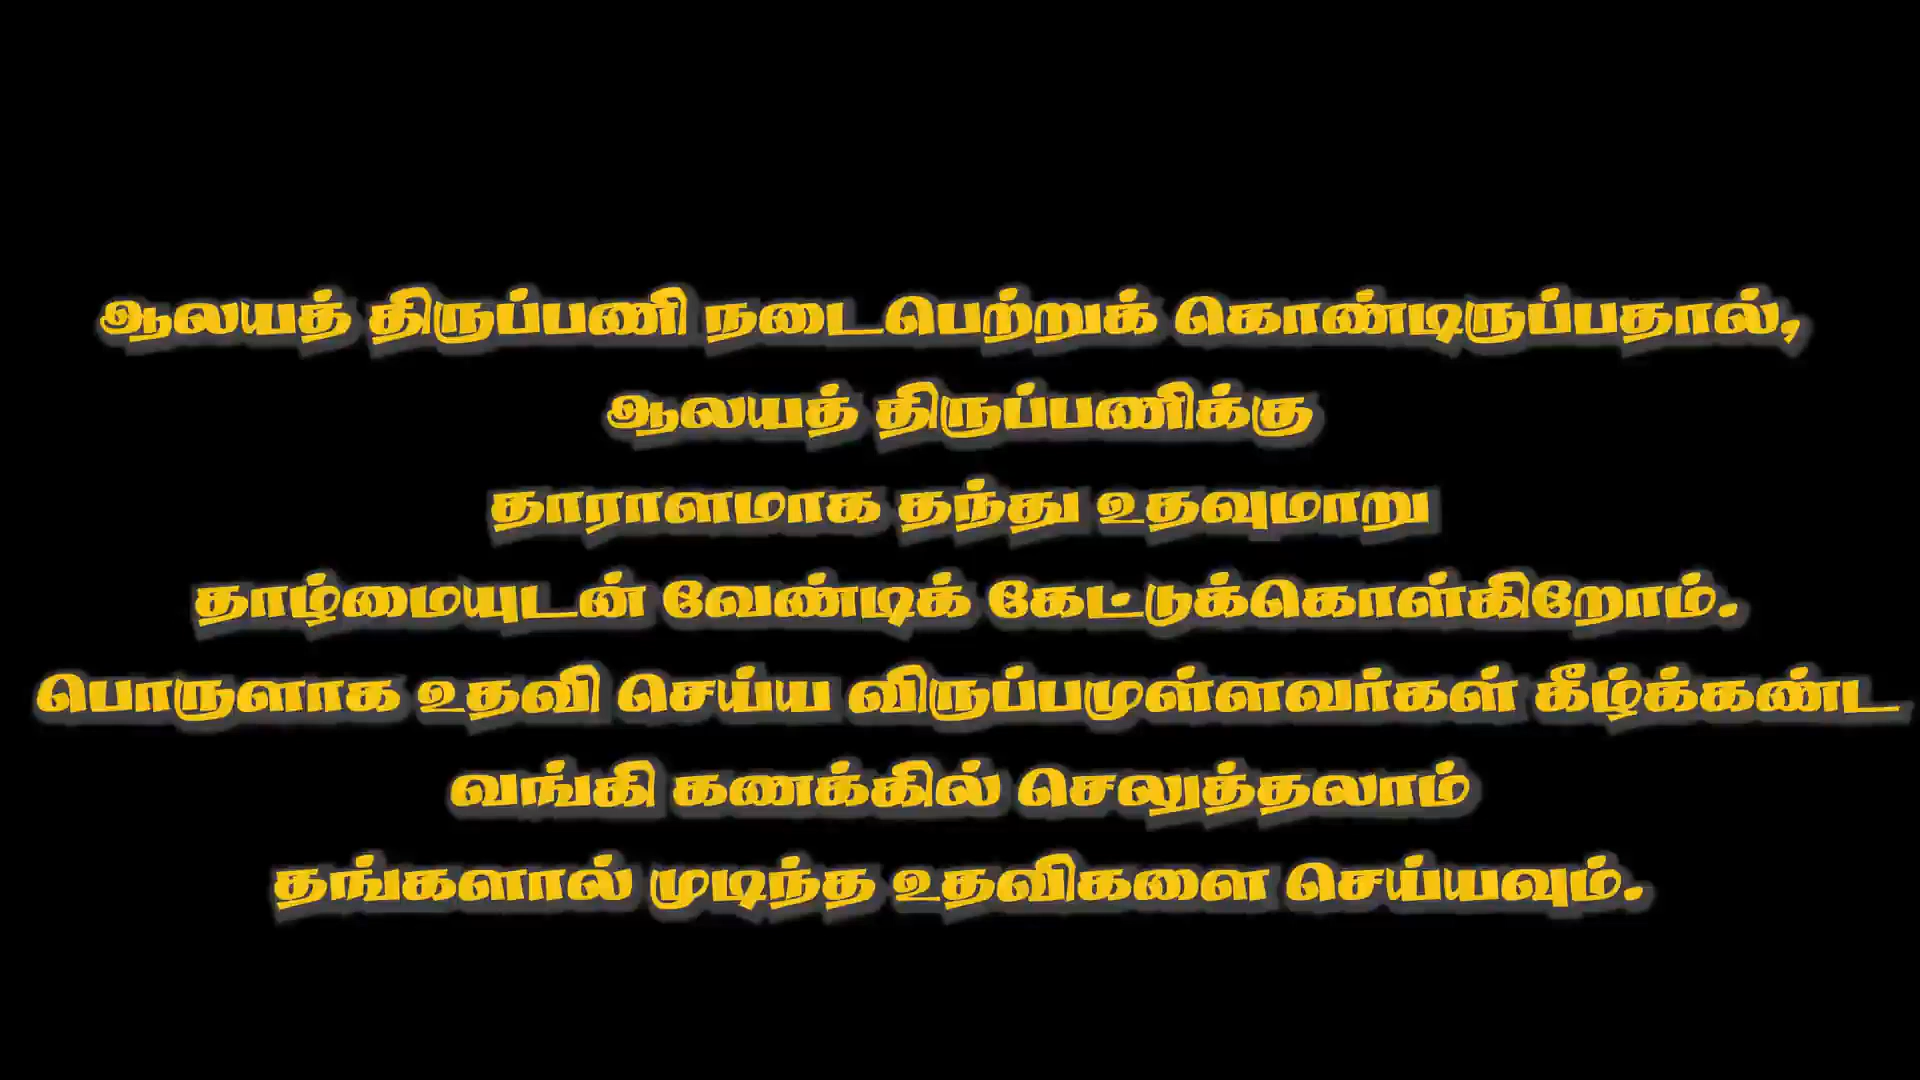 ஆலயத் திருப்பணி நடைபெற்றுக் கொண்டிருப்பதால்,
ஆலயத் திருப்பணிக்கு
தாராளமாக தந்து உதவுமாறு
தாழ்மையுடன் வேண்டிக் கேட்டுக்கொள்கிறோம்.
பொருளாக உதவி செய்ய விருப்பமுள்ளவர்கள் கீழ்க்கண்ட
வங்கி கணக்கில் செலுத்தலாம்
தங்களால் முடிந்த உதவிகளை செய்யவும்.